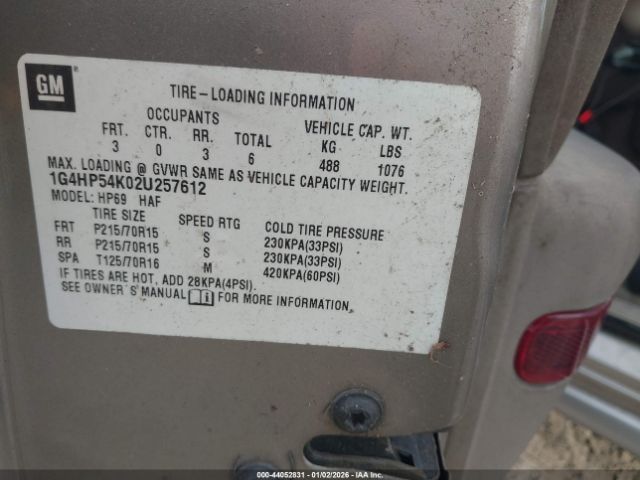 GM
TIRE-LOADING INFORMATION
OCCUPANTS VEHICLE CAP. WT.
FRT. CTR. RR. TOTAL KG LBS
3 0 3 6 488 1076
MAX. LOADING @ GVWR SAME AS VEHICLE CAPACITY WEIGHT.
1G4HP54K02U257612
MODEL: HP69 HAF
TIRE SIZE SPEED RTG COLD TIRE PRESSURE
FRT P215/70R15 S 230KPA(33PSI)
RR P215/70R15 S 230KPA(33PSI)
SPA T125/70R16 M 420KPA(60PSI)
IF TIRES ARE HOT, ADD 28KPA(4PSI).
SEE OWNER'S MANUAL i FOR MORE INFORMATION.
000-44052831 - 01/02/2026 - IAA Inc.